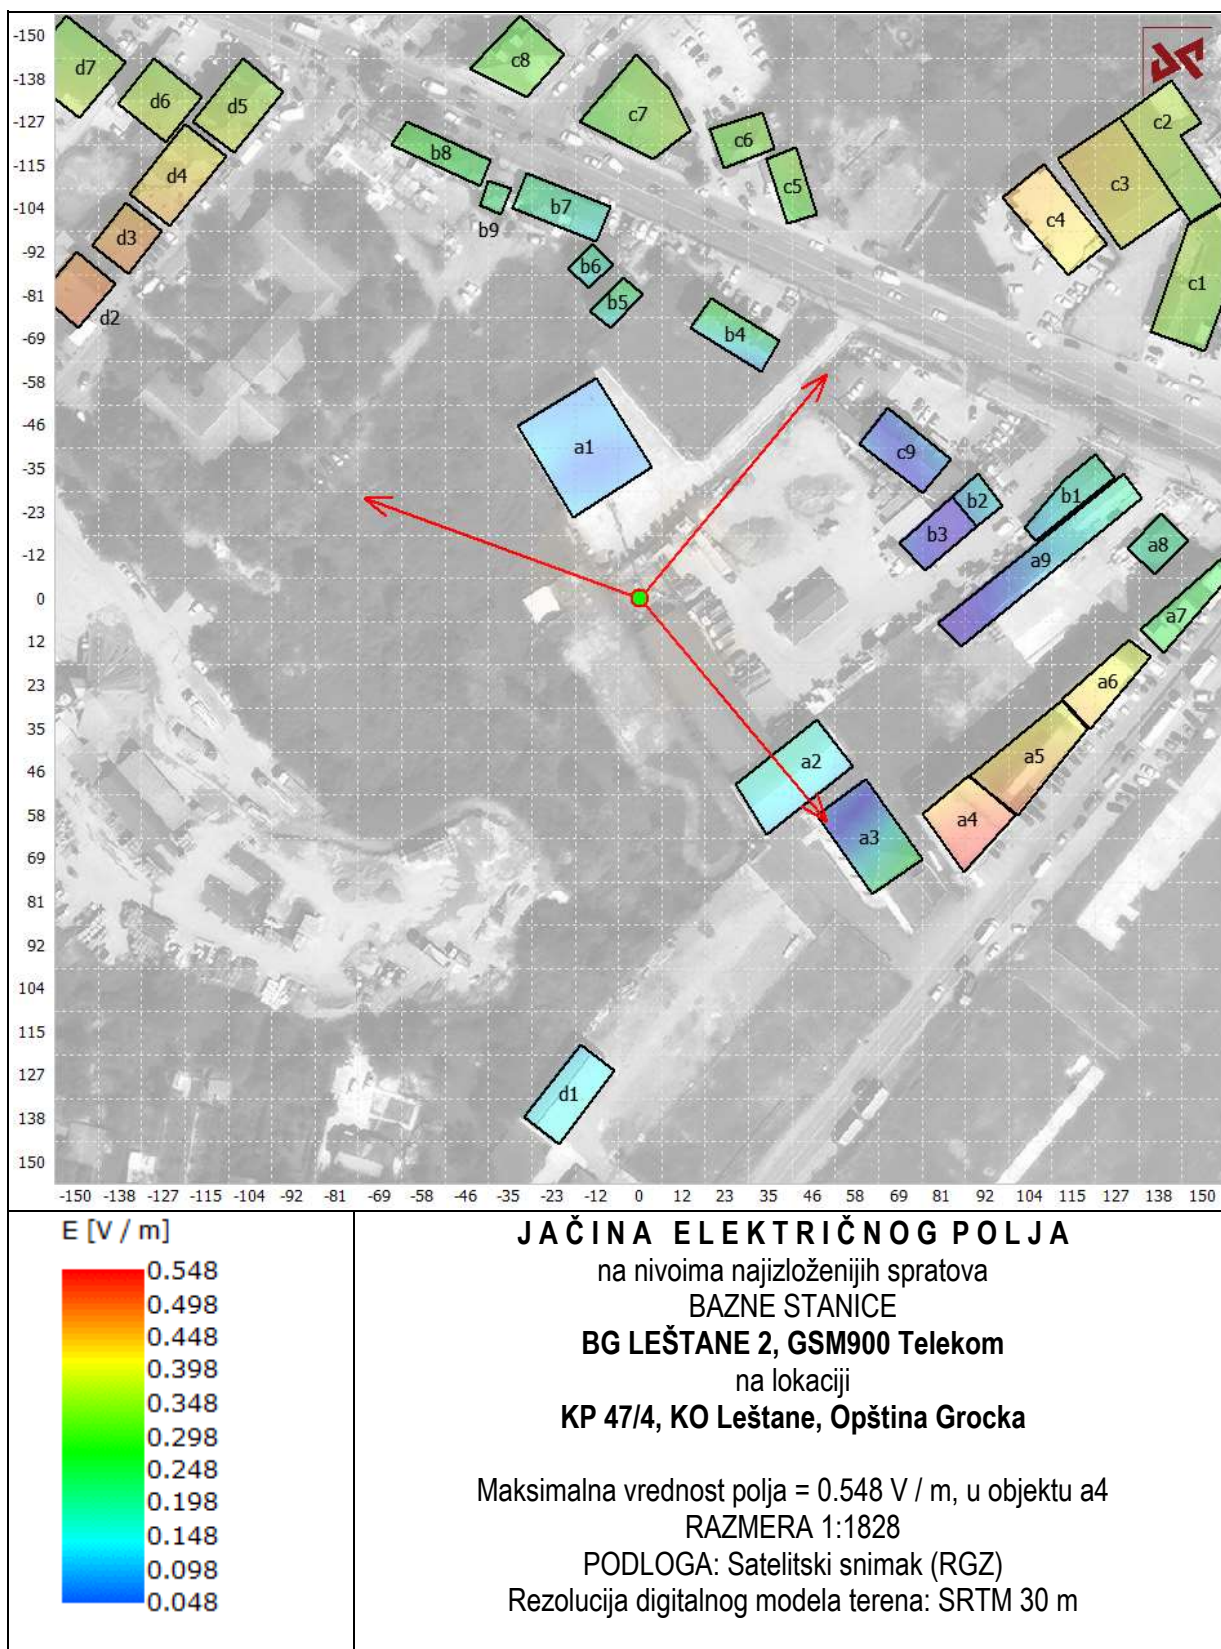 -150
-138
-127
-115
-104
-92
-81
-69
-58
-46
-35
-23
-12
0
12
23
35
46
58
69
81
92
104
115
127
138
150
d7
d6
d5
d4
d3
d2
c8
c7
c6
c5
b8
b9
b7
b6
b5
b4
c2
c3
c4
c1
a1
c9
b2
b3
b1
a9
a8
a7
a6
a5
a4
a2
a3
d1
-150 -138 -127 -115 -104 -92 -81 -69 -58 -46 -35 -23 -12 0 12 23 35 46 58 69 81 92 104 115 127 138 150
E [V / m]
0.548
0.498
0.448
0.398
0.348
0.298
0.248
0.198
0.148
0.098
0.048
JAČINA ELEKTRIČNOG POLJA
na nivoima najizloženijih spratova
BAZNE STANICE
BG LEŠTANE 2, GSM900 Telekom
na lokaciji
KP 47/4, KO Leštane, Opština Grocka
Maksimalna vrednost polja = 0.548 V / m, u objektu a4
RAZMERA 1:1828
PODLOGA: Satelitski snimak (RGZ)
Rezolucija digitalnog modela terena: SRTM 30 m